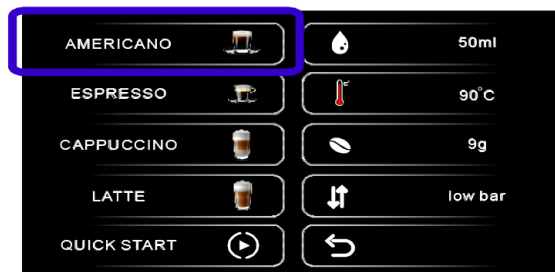 AMERICANO
50ml
ESPRESSO
90°C
CAPPUCCINO
9g
LATTE
low bar
QUICK START